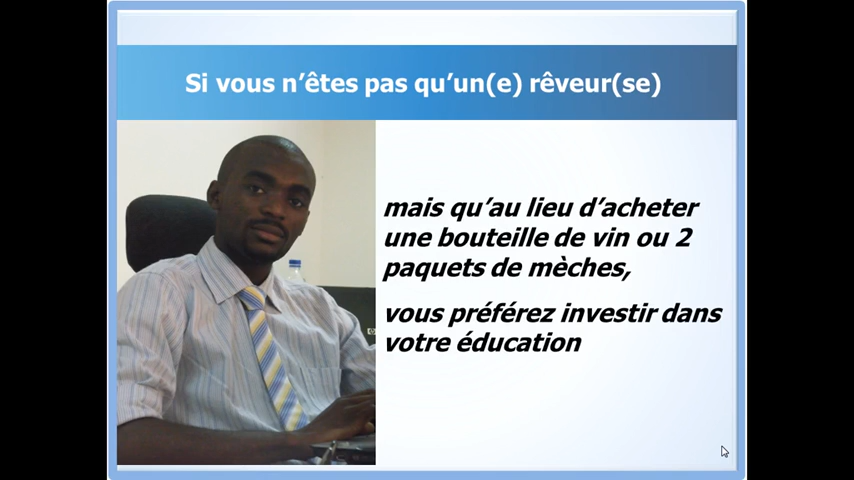 Si vous n’êtes pas qu’un(e) rêveur(se)
mais qu’au lieu d’acheter
une bouteille de vin ou 2
paquets de mèches,
vous préférez investir dans
votre éducation